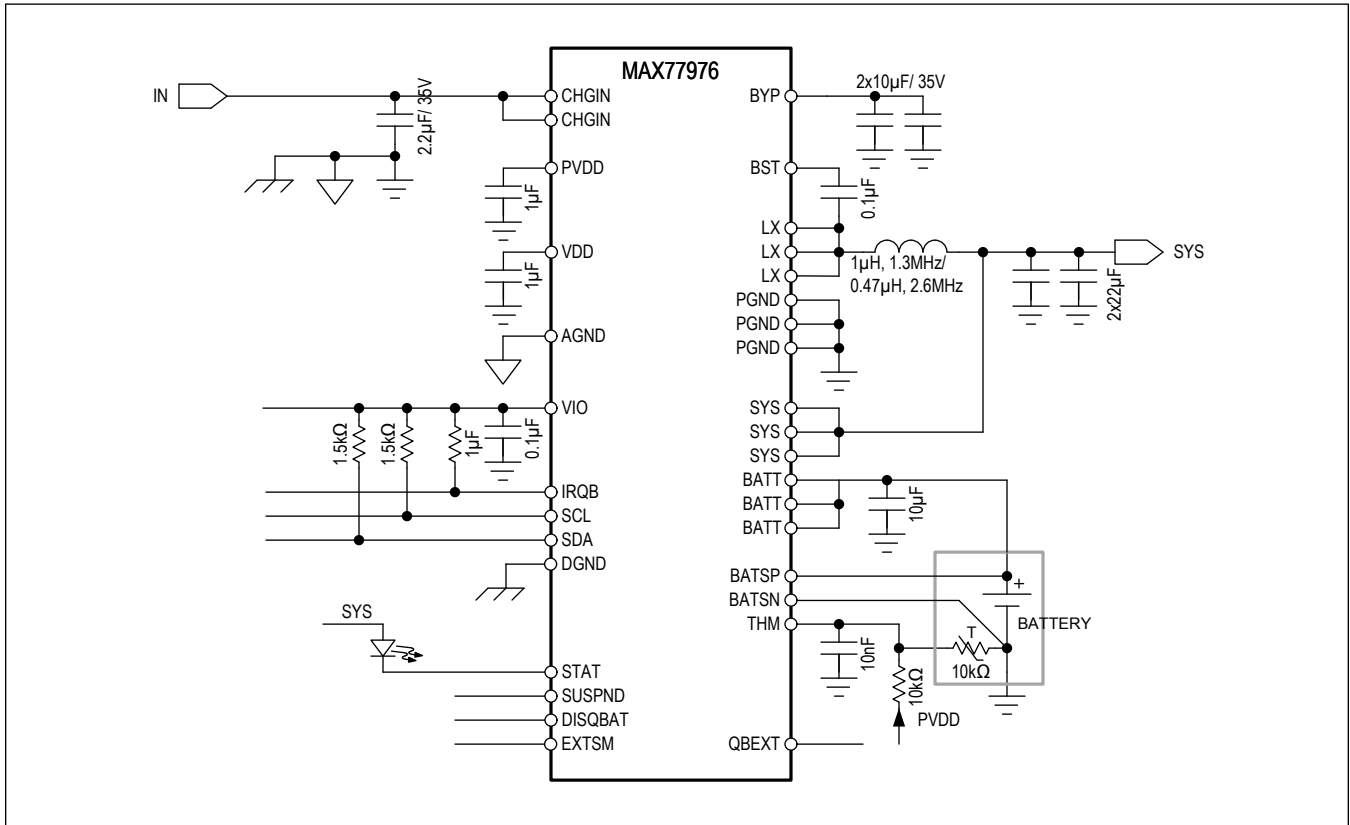 MAX77976
IN
2.2µF/ 35V
CHGIN
CHGIN
PVDD
1µF
VDD
1µF
AGND
VIO
1.5kΩ
1.5kΩ
1µF
0.1µF
IRQB
SCL
SDA
DGND
SYS
STAT
SUSPND
DISQBAT
EXTSM
BYP
2x10µF/ 35V
BST
0.1µF
LX
LX
LX
1µH, 1.3MHz/
0.47µH, 2.6MHz
SYS
2x22µF
PGND
PGND
PGND
SYS
SYS
SYS
BATT
BATT
BATT
10µF
BATSP
BATSN
THM
+
BATTERY
T
10kΩ
10nF
10kΩ
PVDD
QBEXT